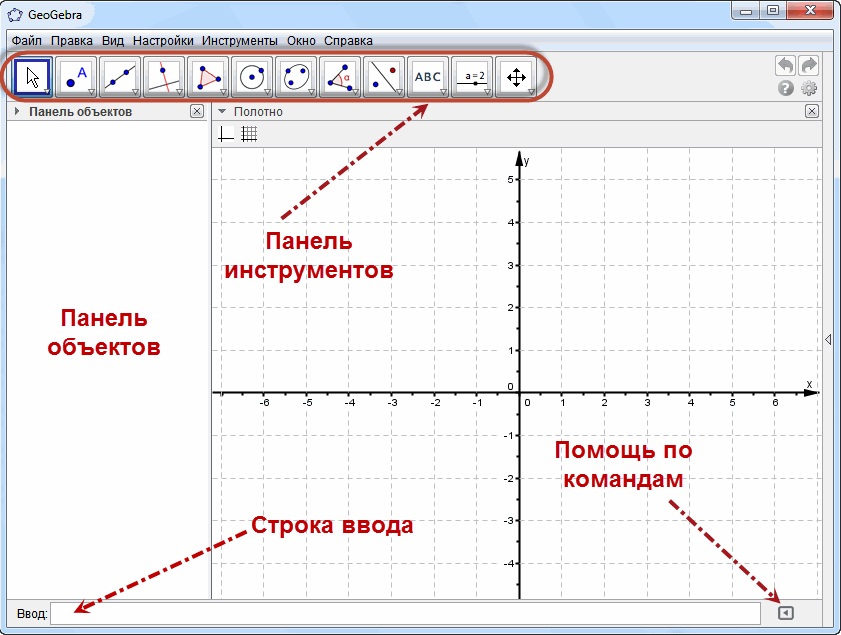 GeoGebra
Файл Правка Вид Настройки Инструменты Окно Справка
A
α
ABC
a = 2
?
Панель объектов
Полотно
y
5
4
3
2
1
0
x
-6 -5 -4 -3 -2 -1 0 1 2 3 4 5 6
-1
-2
-3
-4
Панель
инструментов
Панель
объектов
Помощь по
командам
Строка ввода
Ввод: